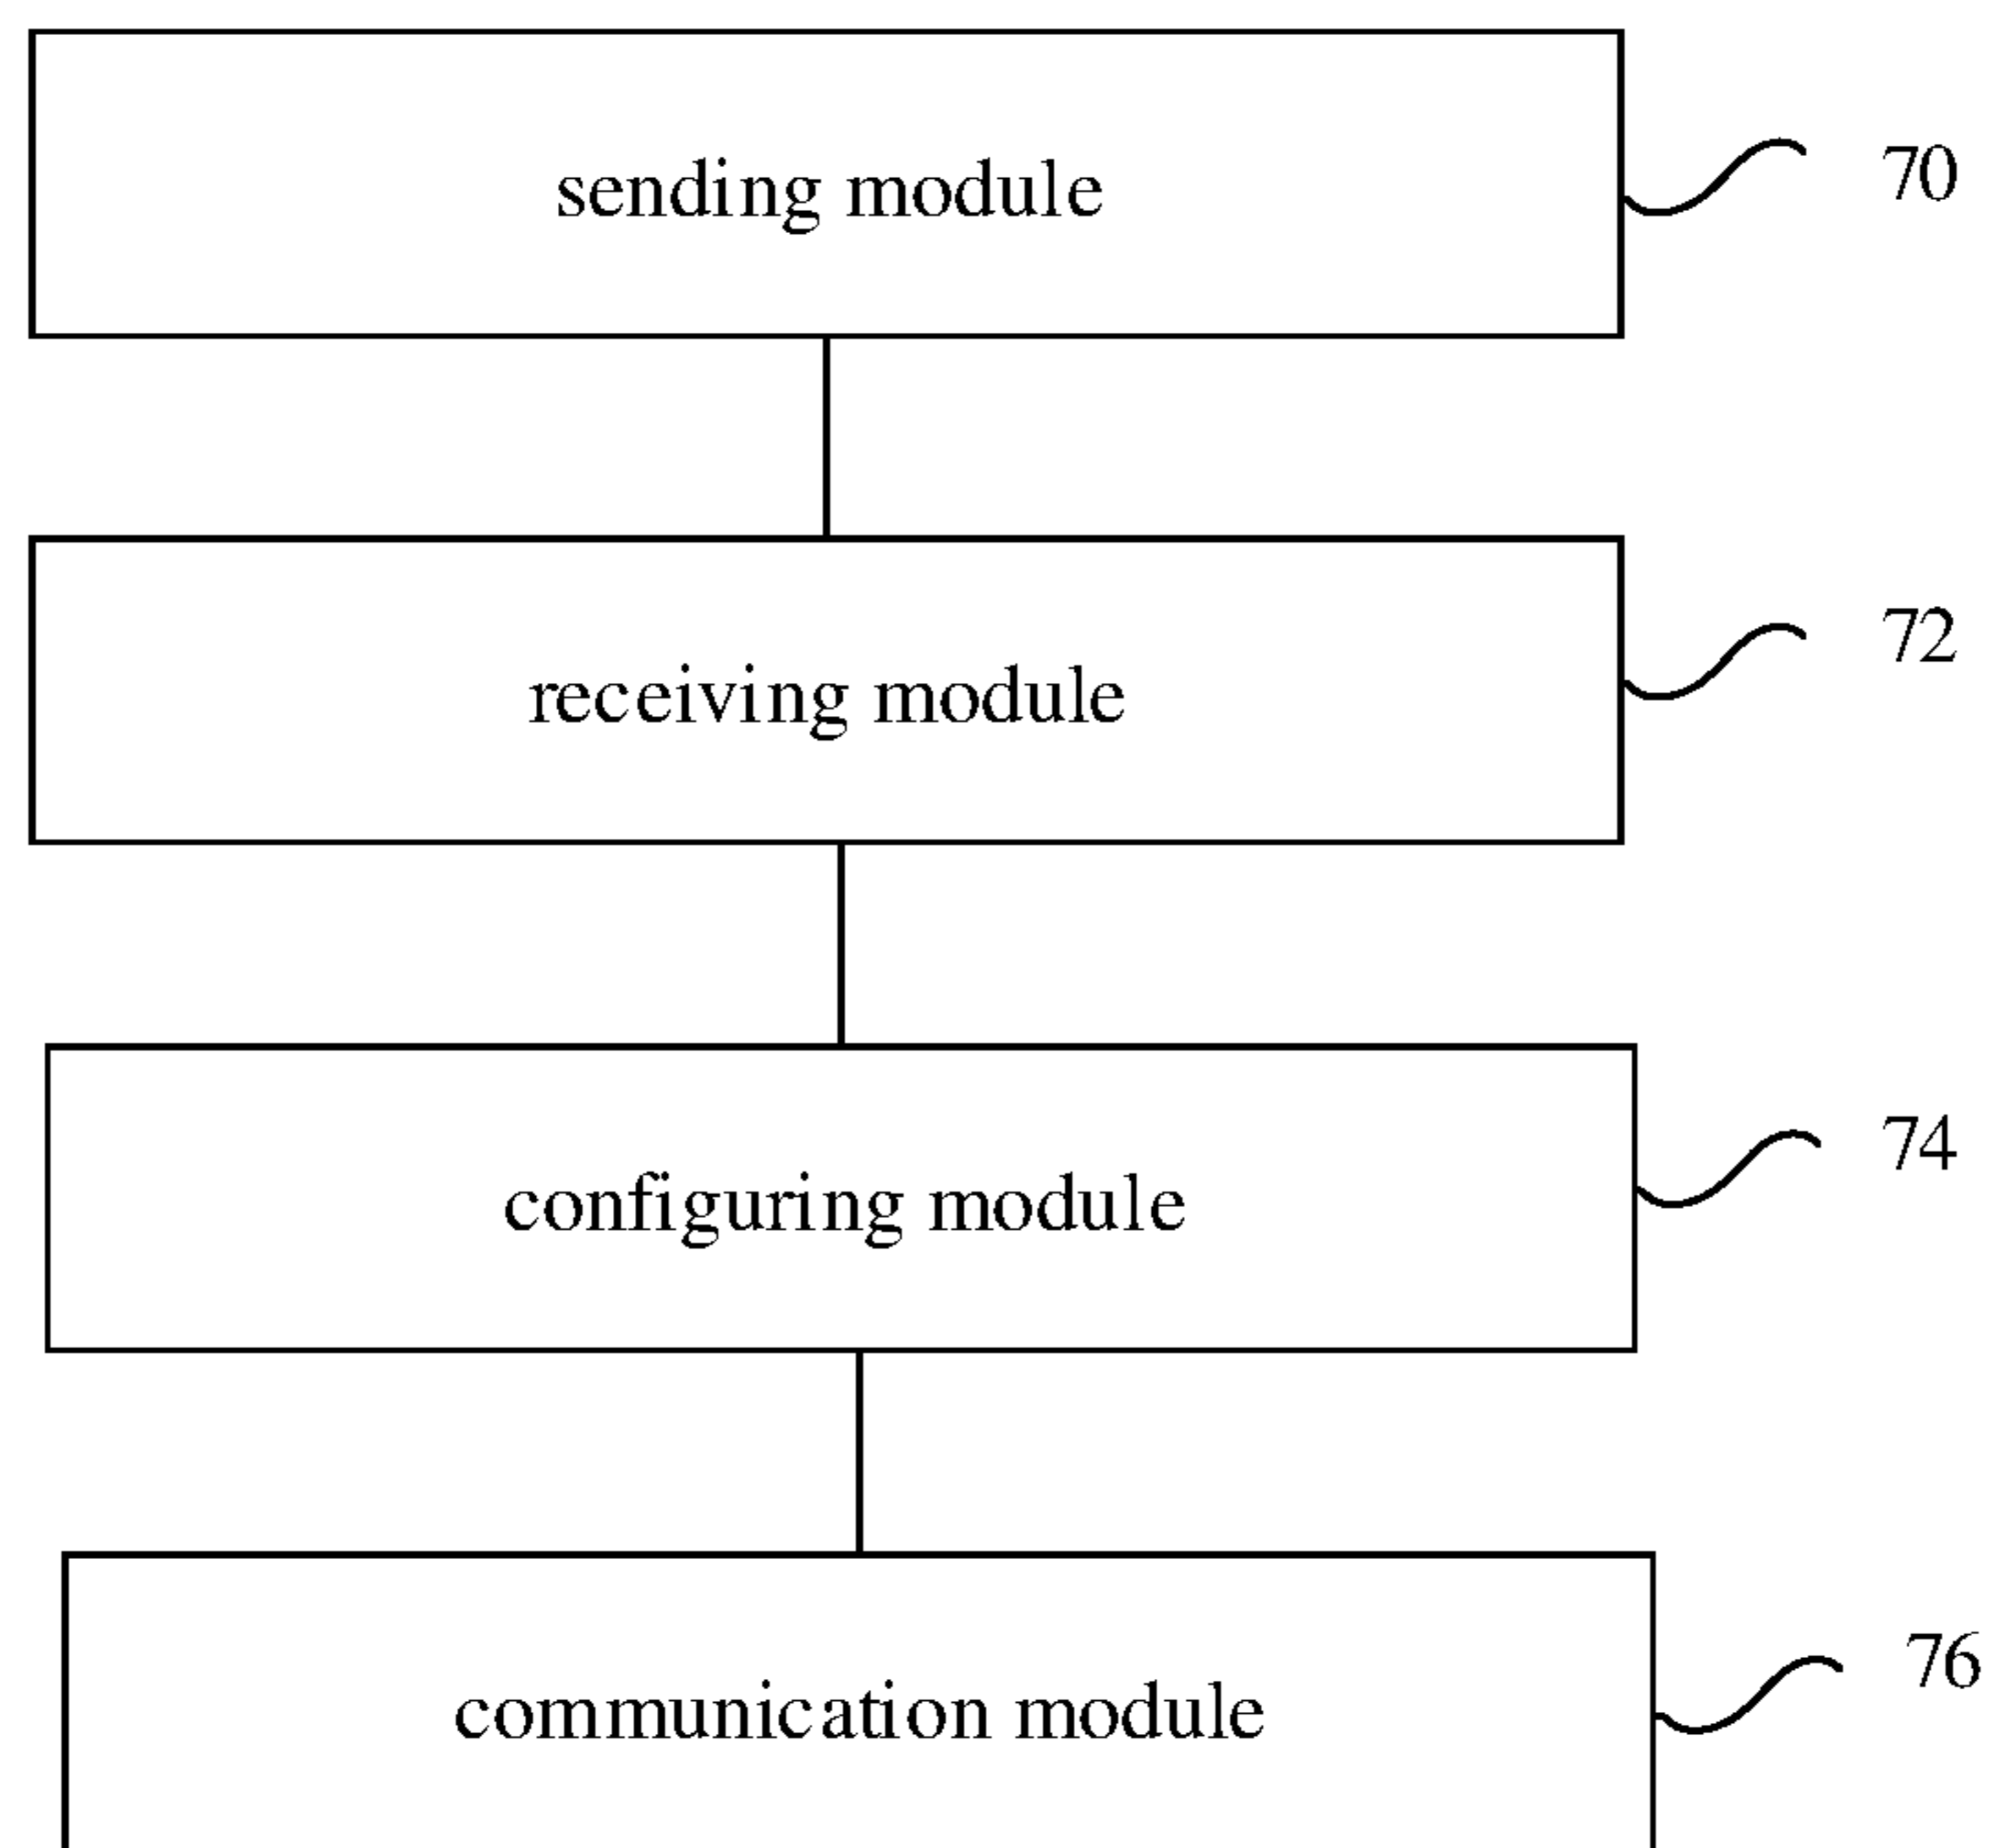 sending module
70
receiving module
72
configuring module
74
communication module
76